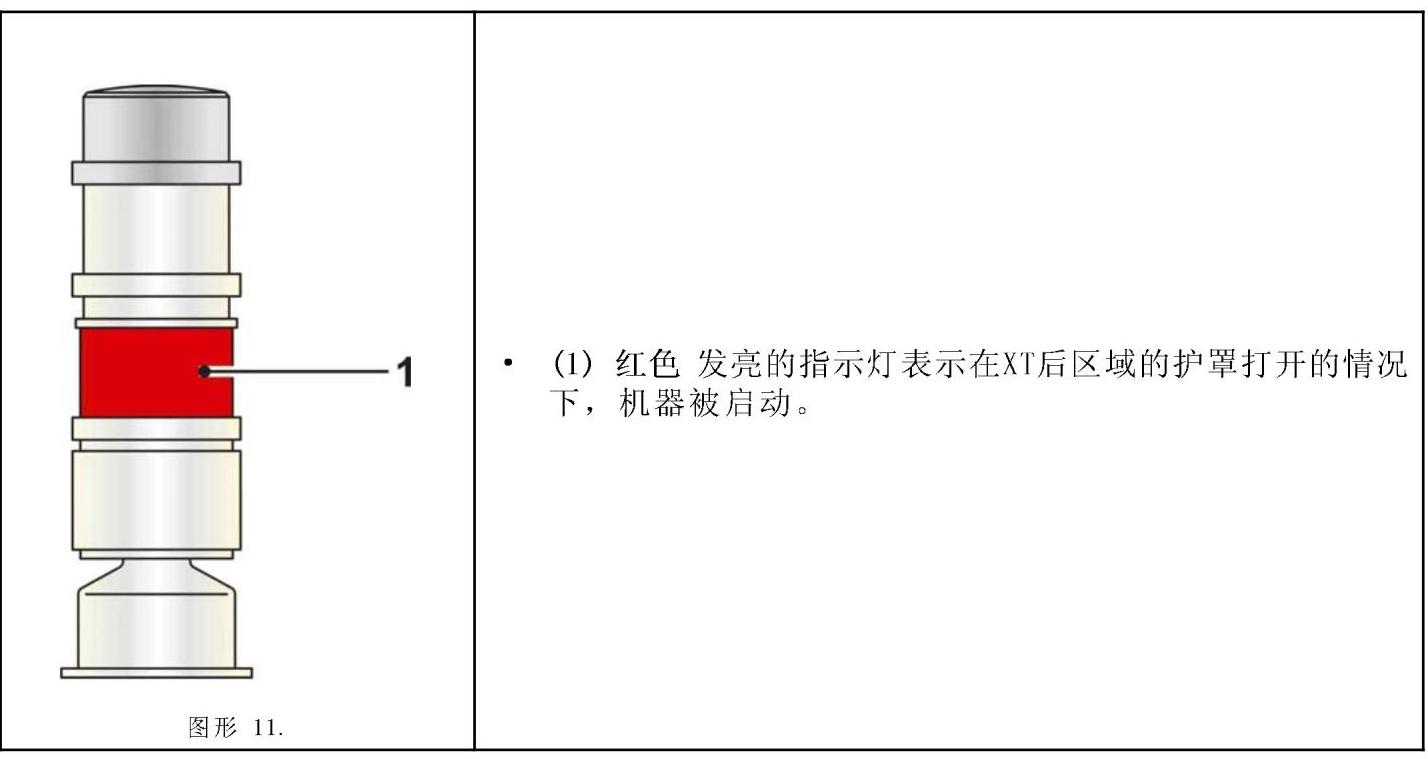 1
• (1) 红色 发亮的指示灯表示在XT后区域的护罩打开的情况
下，机器被启动。
图形 11.